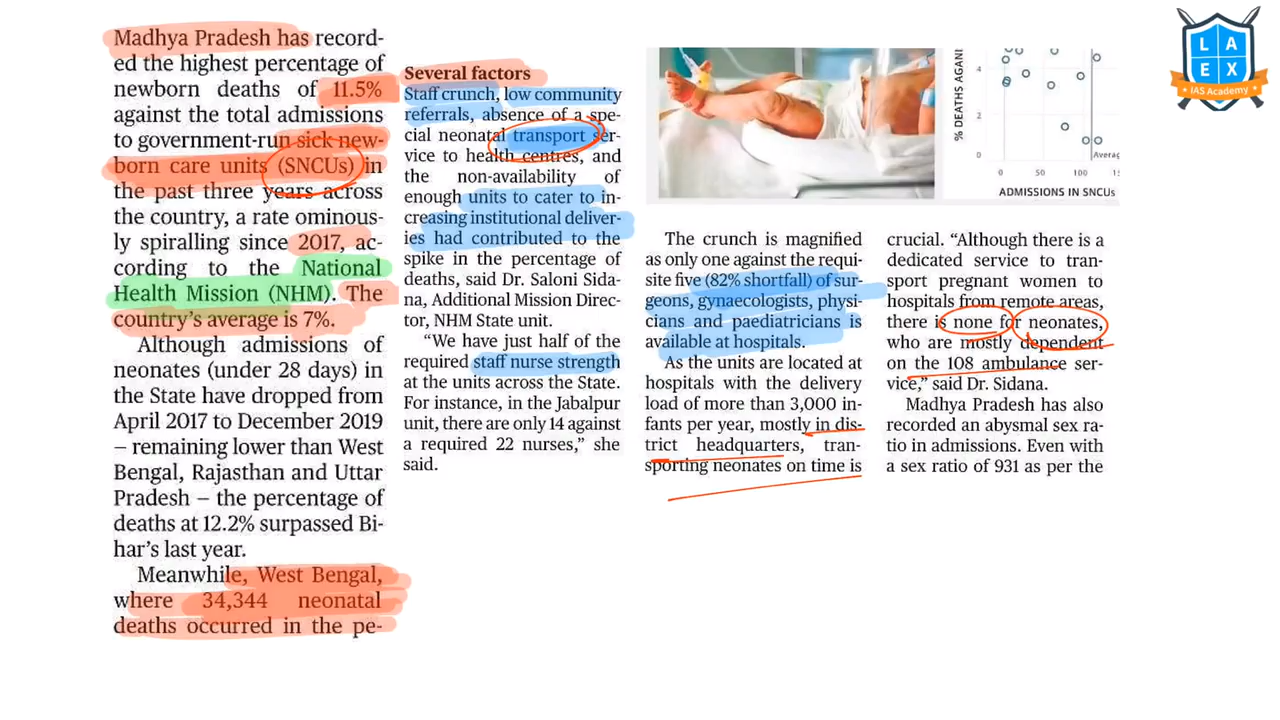 Madhya Pradesh has record-
ed the highest percentage of
newborn deaths of 11.5%
against the total admissions
to government-run sick new-
born care units (SNCUs) in
the past three years across
the country, a rate ominous-
ly spiralling since 2017, ac-
cording to the National
Health Mission (NHM). The
country's average is 7%.
Although admissions of
neonates (under 28 days) in
the State have dropped from
April 2017 to December 2019
– remaining lower than West
Bengal, Rajasthan and Uttar
Pradesh – the percentage of
deaths at 12.2% surpassed Bi-
har's last year.
Meanwhile, West Bengal,
where 34,344 neonatal
deaths occurred in the pe-
Several factors
Staff crunch, low community
referrals, absence of a spe-
cial neonatal transport ser-
vice to health centres, and
the non-availability of
enough units to cater to in-
creasing institutional deliver-
ies had contributed to the
spike in the percentage of
deaths, said Dr. Saloni Sida-
na, Additional Mission Direc-
tor, NHM State unit.
"We have just half of the
required staff nurse strength
at the units across the State.
For instance, in the Jabalpur
unit, there are only 14 against
a required 22 nurses," she
said.
% DEATHS AGAIN
4
2
0
0 50 100
Averag
ADMISSIONS IN SNCUs
The crunch is magnified
as only one against the requi-
site five (82% shortfall) of sur-
geons, gynaecologists, physi-
cians and paediatricians is
available at hospitals.
As the units are located at
hospitals with the delivery
load of more than 3,000 in-
fants per year, mostly in dis-
trict headquarters, tran-
sporting neonates on time is
crucial. "Although there is a
dedicated service to tran-
sport pregnant women to
hospitals from remote areas,
there is none for neonates,
who are mostly dependent
on the 108 ambulance ser-
vice," said Dr. Sidana.
Madhya Pradesh has also
recorded an abysmal sex ra-
tio in admissions. Even with
a sex ratio of 931 as per the
L A
E X
IAS Academy